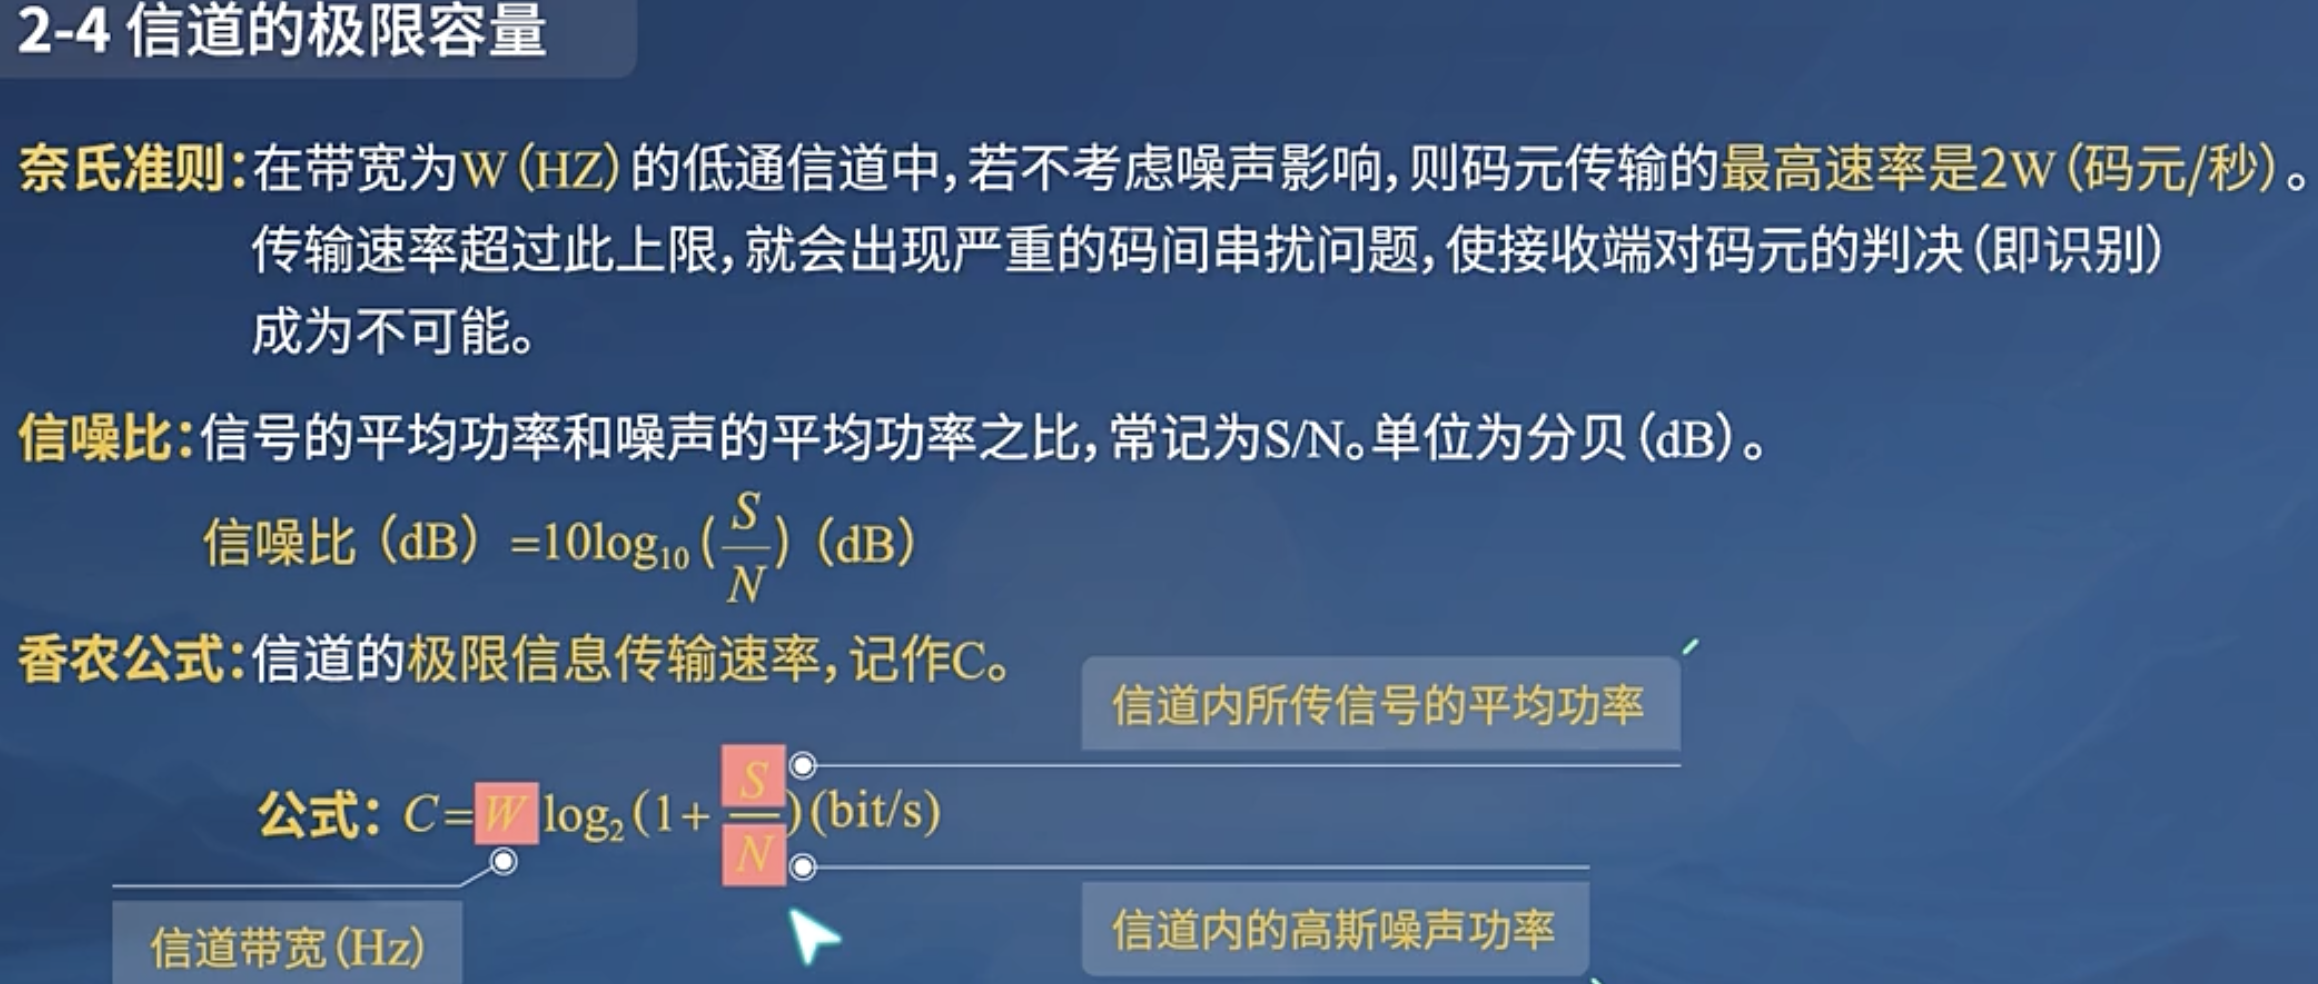 2-4 信道的极限容量
奈氏准则:在带宽为W(HZ)的低通信道中,若不考虑噪声影响,则码元传输的最高速率是2W(码元/秒)。
传输速率超过此上限,就会出现严重的码间串扰问题,使接收端对码元的判决(即识别)
成为不可能。
信噪比:信号的平均功率和噪声的平均功率之比,常记为S/N。单位为分贝(dB)。
信噪比(dB)=10log₁₀(S/N)(dB)
香农公式:信道的极限信息传输速率,记作C。
信道内所传信号的平均功率
公式:C=Wlog₂(1+S/N)(bit/s)
信道内的高斯噪声功率
信道带宽(Hz)